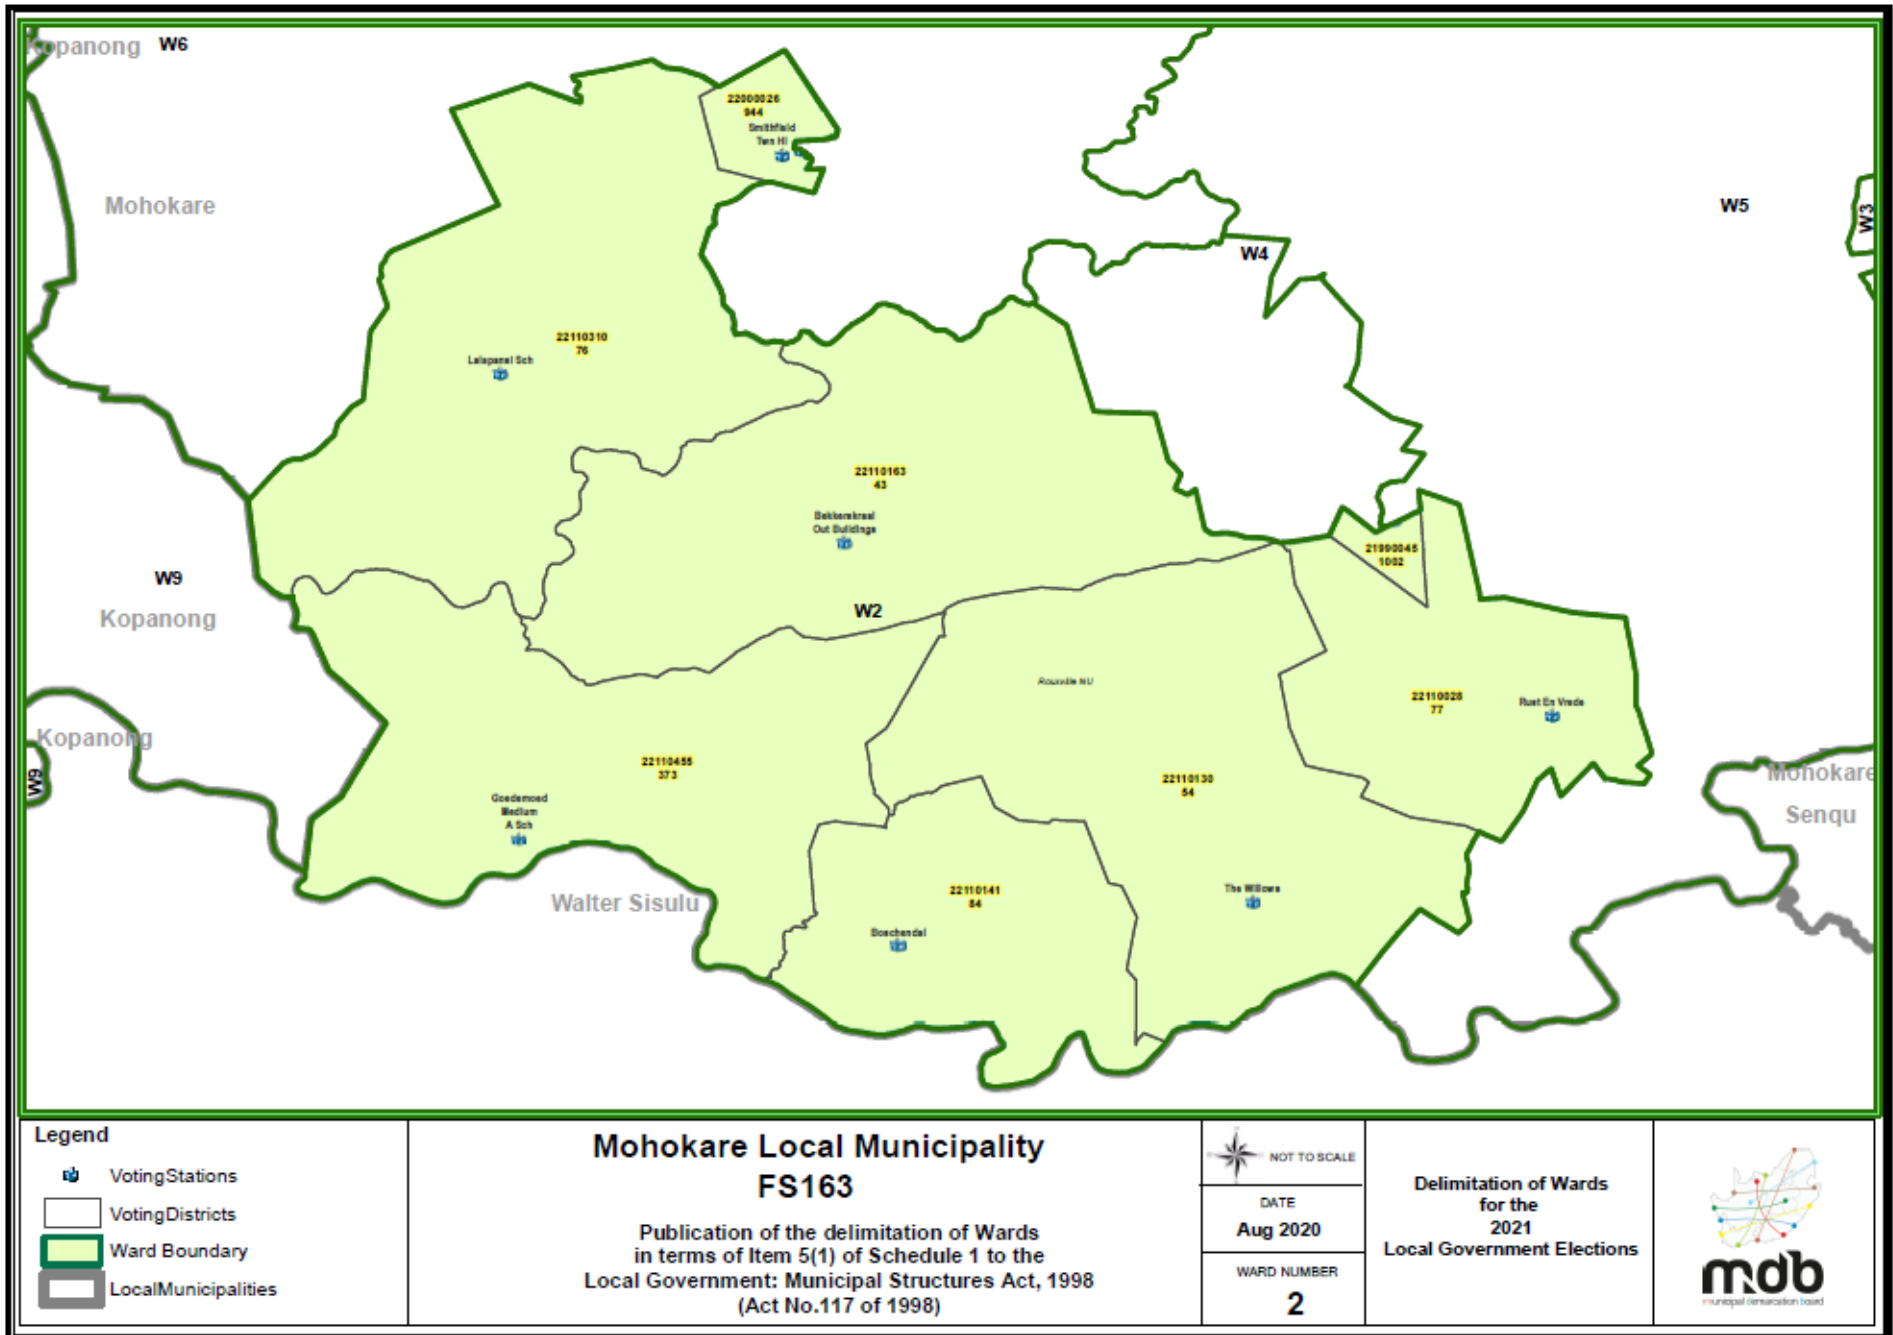 Kopanong W6
Mohokare
22000026
944
Smithfield
Twn Hl
W5
W3
W4
22110310
76
Lalapanel Sch
22110163
43
Bekkerskraal
Out Buildings
21990045
1002
W9
Kopanong
W2
Rouxville NU
22110028
77
Rust En Vrede
Kopanong
W9
22110455
373
Goedemoed
Medium
A Sch
22110130
54
Mohokare
Senqu
Walter Sisulu
22110141
84
The Willows
Boschendal
Legend
VotingStations
VotingDistricts
Ward Boundary
LocalMunicipalities
Mohokare Local Municipality
FS163
Publication of the delimitation of Wards
in terms of Item 5(1) of Schedule 1 to the
Local Government: Municipal Structures Act, 1998
(Act No.117 of 1998)
NOT TO SCALE
DATE
Aug 2020
WARD NUMBER
2
Delimitation of Wards
for the
2021
Local Government Elections
mdb
municipal demarcation board